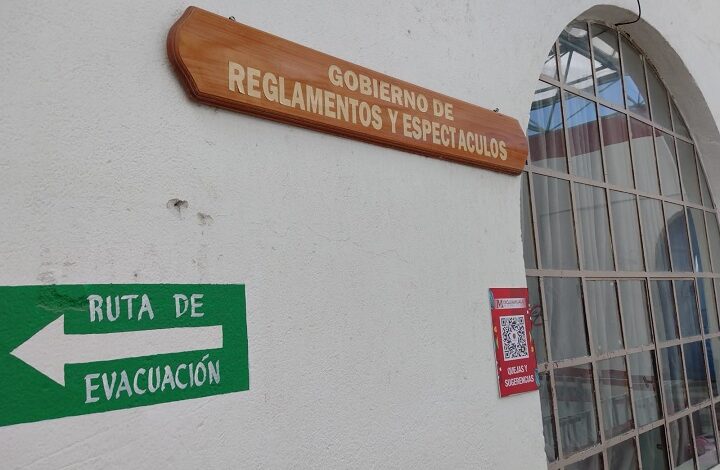 GOBIERNO DE
REGLAMENTOS Y ESPECTACULOS
RUTA DE
EVACUACIÓN
QUEJAS Y
SUGERENCIAS